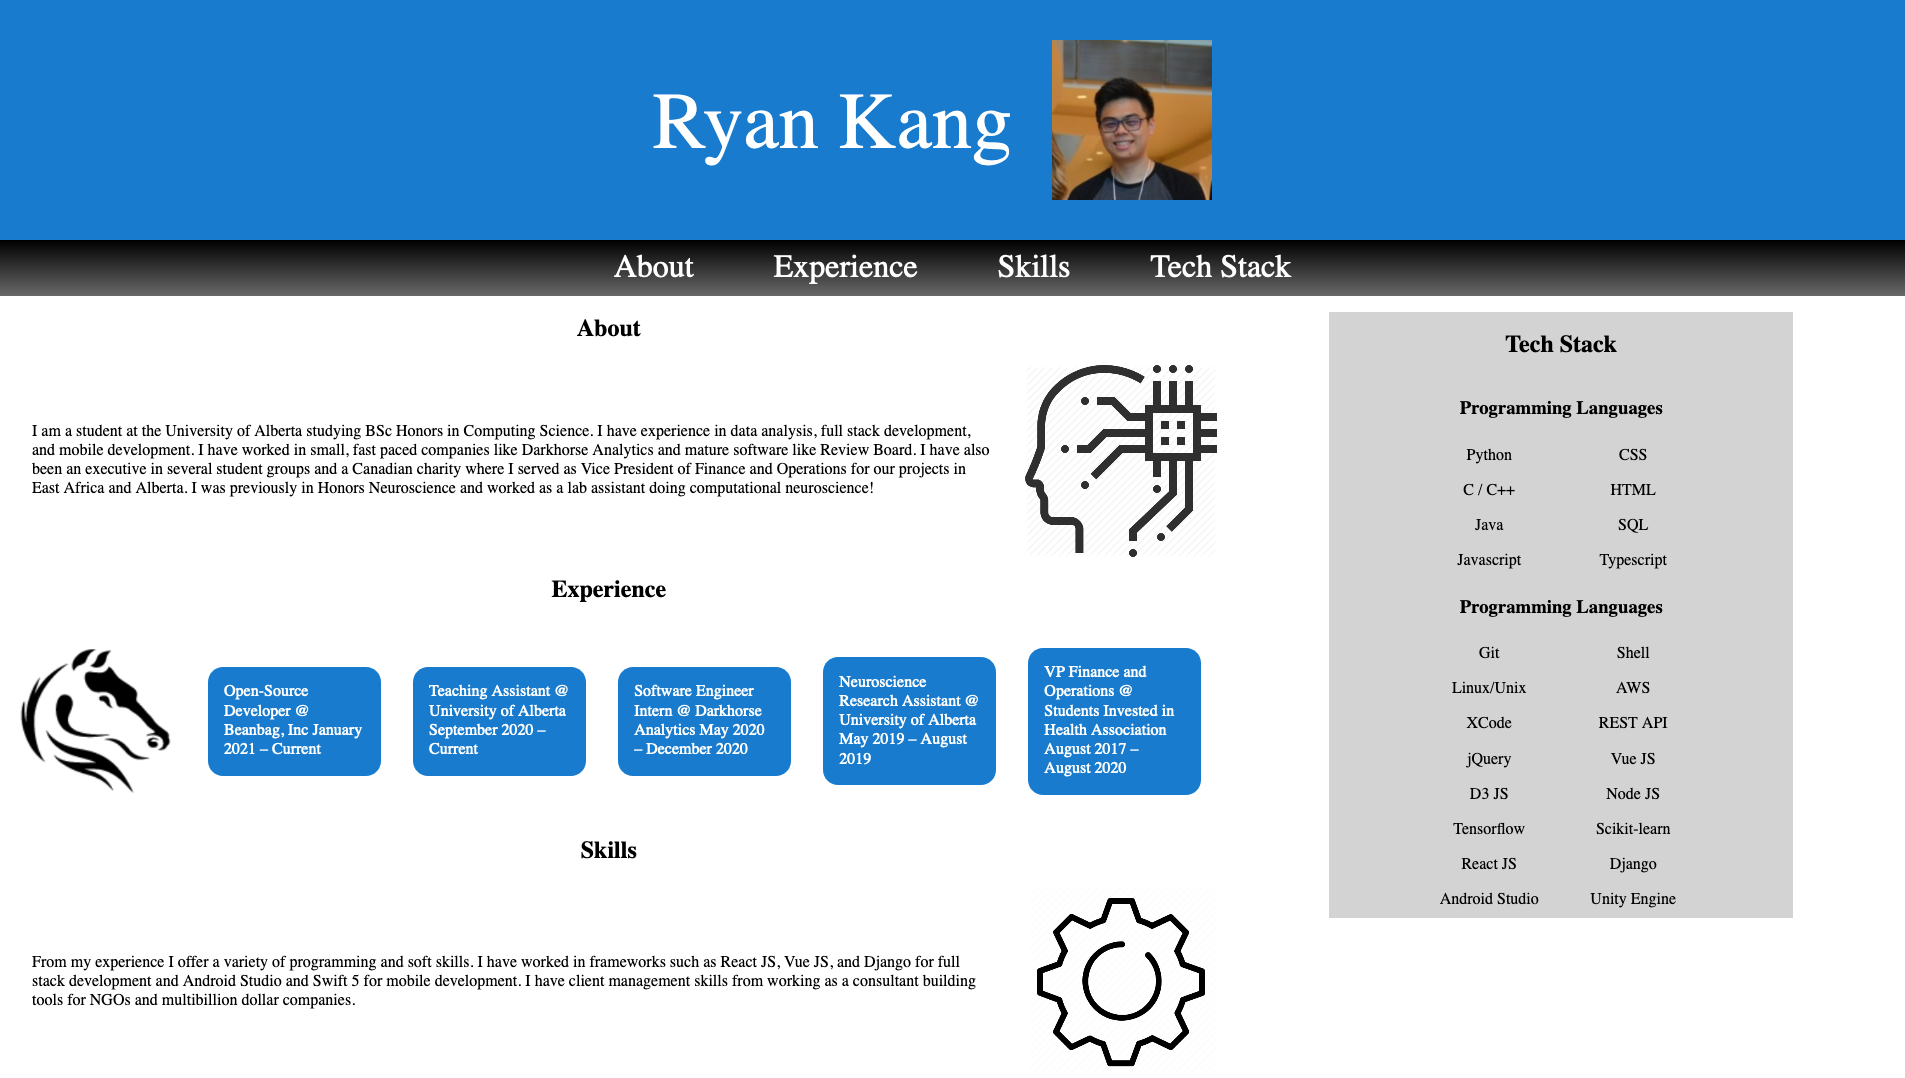 Ryan Kang
About Experience Skills Tech Stack
About
I am a student at the University of Alberta studying BSc Honors in Computing Science. I have experience in data analysis, full stack development,
and mobile development. I have worked in small, fast paced companies like Darkhorse Analytics and mature software like Review Board. I have also
been an executive in several student groups and a Canadian charity where I served as Vice President of Finance and Operations for our projects in
East Africa and Alberta. I was previously in Honors Neuroscience and worked as a lab assistant doing computational neuroscience!
Experience
Open-Source
Developer @
Beanbag, Inc January
2021 – Current
Teaching Assistant @
University of Alberta
September 2020 –
Current
Software Engineer
Intern @ Darkhorse
Analytics May 2020
– December 2020
Neuroscience
Research Assistant @
University of Alberta
May 2019 – August
2019
VP Finance and
Operations @
Students Invested in
Health Association
August 2017 –
August 2020
Skills
From my experience I offer a variety of programming and soft skills. I have worked in frameworks such as React JS, Vue JS, and Django for full
stack development and Android Studio and Swift 5 for mobile development. I have client management skills from working as a consultant building
tools for NGOs and multibillion dollar companies.
Tech Stack
Programming Languages
Python CSS
C / C++ HTML
Java SQL
Javascript Typescript
Programming Languages
Git Shell
Linux/Unix AWS
XCode REST API
jQuery Vue JS
D3 JS Node JS
Tensorflow Scikit-learn
React JS Django
Android Studio Unity Engine